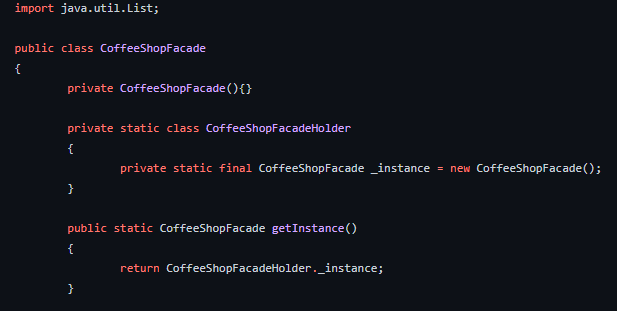 import java.util.List;
public class CoffeeShopFacade
{
private CoffeeShopFacade(){}
private static class CoffeeShopFacadeHolder
{
private static final CoffeeShopFacade _instance = new CoffeeShopFacade();
}
public static CoffeeShopFacade getInstance()
{
return CoffeeShopFacadeHolder._instance;
}